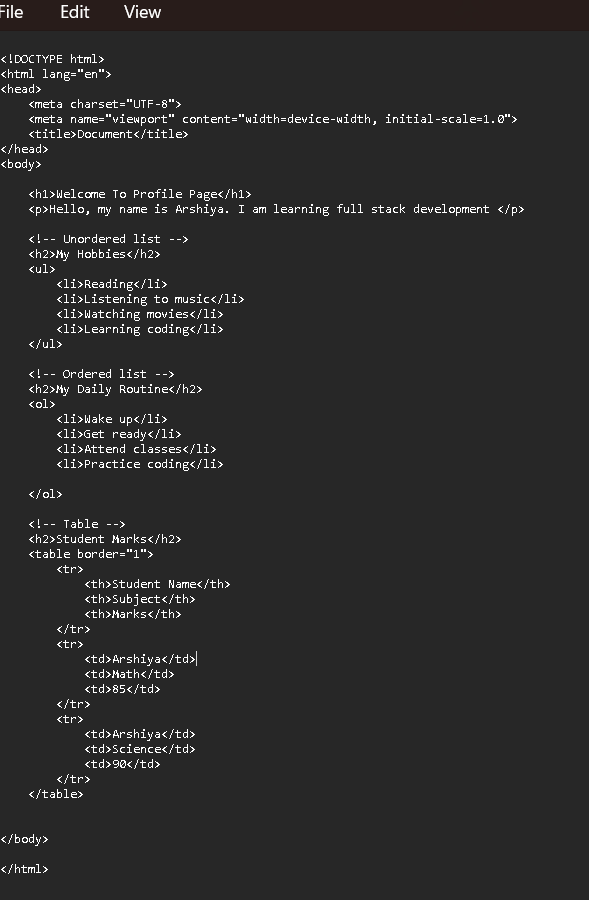 File Edit View
<!DOCTYPE html>
<html lang="en">
<head>
    <meta charset="UTF-8">
    <meta name="viewport" content="width=device-width, initial-scale=1.0">
    <title>Document</title>
</head>
<body>
    <h1>Welcome To Profile Page</h1>
    <p>Hello, my name is Arshiya. I am learning full stack development </p>
    <!-- Unordered list -->
    <h2>My Hobbies</h2>
    <ul>
        <li>Reading</li>
        <li>Listening to music</li>
        <li>Watching movies</li>
        <li>Learning coding</li>
    </ul>
    <!-- Ordered list -->
    <h2>My Daily Routine</h2>
    <ol>
        <li>Wake up</li>
        <li>Get ready</li>
        <li>Attend classes</li>
        <li>Practice coding</li>
    </ol>
    <!-- Table -->
    <h2>Student Marks</h2>
    <table border="1">
        <tr>
            <th>Student Name</th>
            <th>Subject</th>
            <th>Marks</th>
        </tr>
        <tr>
            <td>Arshiya</td>
            <td>Math</td>
            <td>85</td>
        </tr>
        <tr>
            <td>Arshiya</td>
            <td>Science</td>
            <td>90</td>
        </tr>
    </table>
</body>
</html>